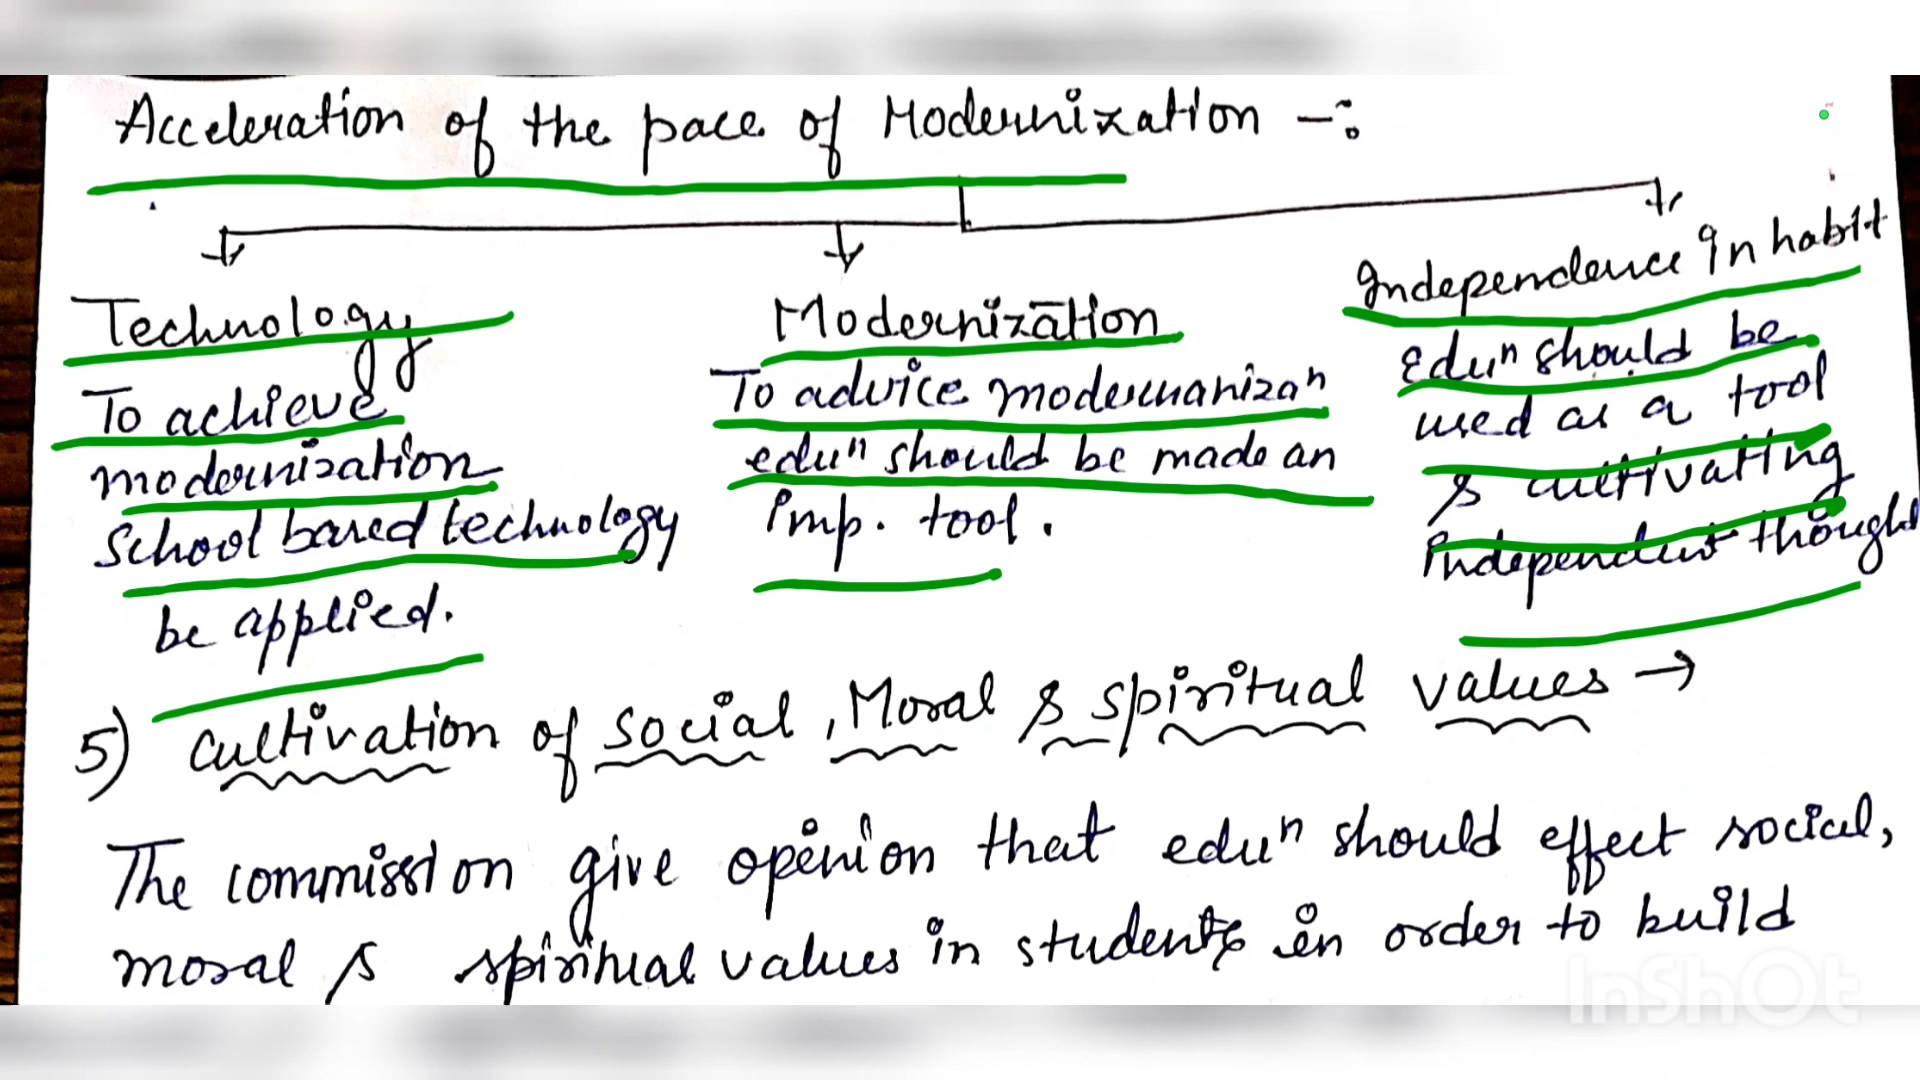 Acceleration of the pace of Modernization -:
Technology
To achieve
modernization
School based technology
be applied.
Modernization
To advice modernanizaⁿ
eduⁿ should be made an
imp. tool.
Independence in habit
eduⁿ should be
used as a tool
& cultivating
independent thought
5) Cultivation of social, Moral & spiritual values →
The commission give openion that eduⁿ should effect social,
moral & spiritual values in students in order to build
InShOt